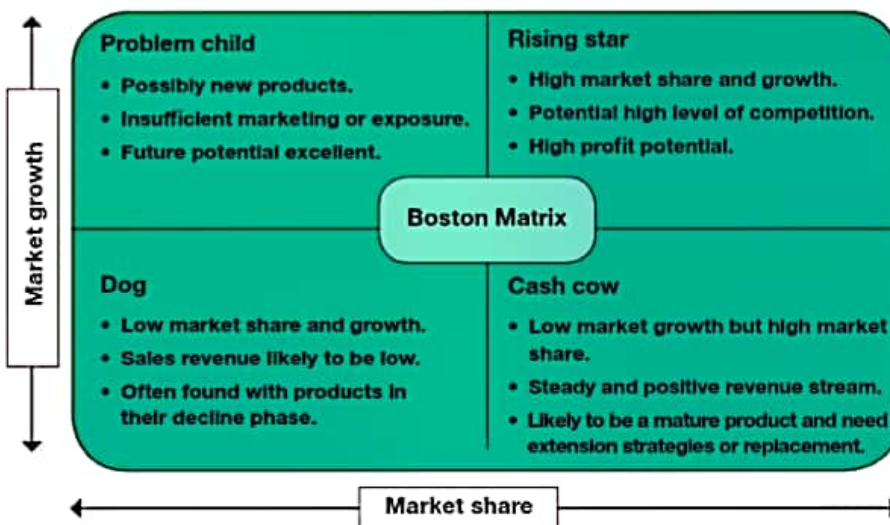 Problem child
• Possibly new products.
• Insufficient marketing or exposure.
• Future potential excellent.
Rising star
• High market share and growth.
• Potential high level of competition.
• High profit potential.
Market growth
Boston Matrix
Dog
• Low market share and growth.
• Sales revenue likely to be low.
• Often found with products in
their decline phase.
Cash cow
• Low market growth but high market
share.
• Steady and positive revenue stream.
• Likely to be a mature product and need
extension strategies or replacement.
Market share